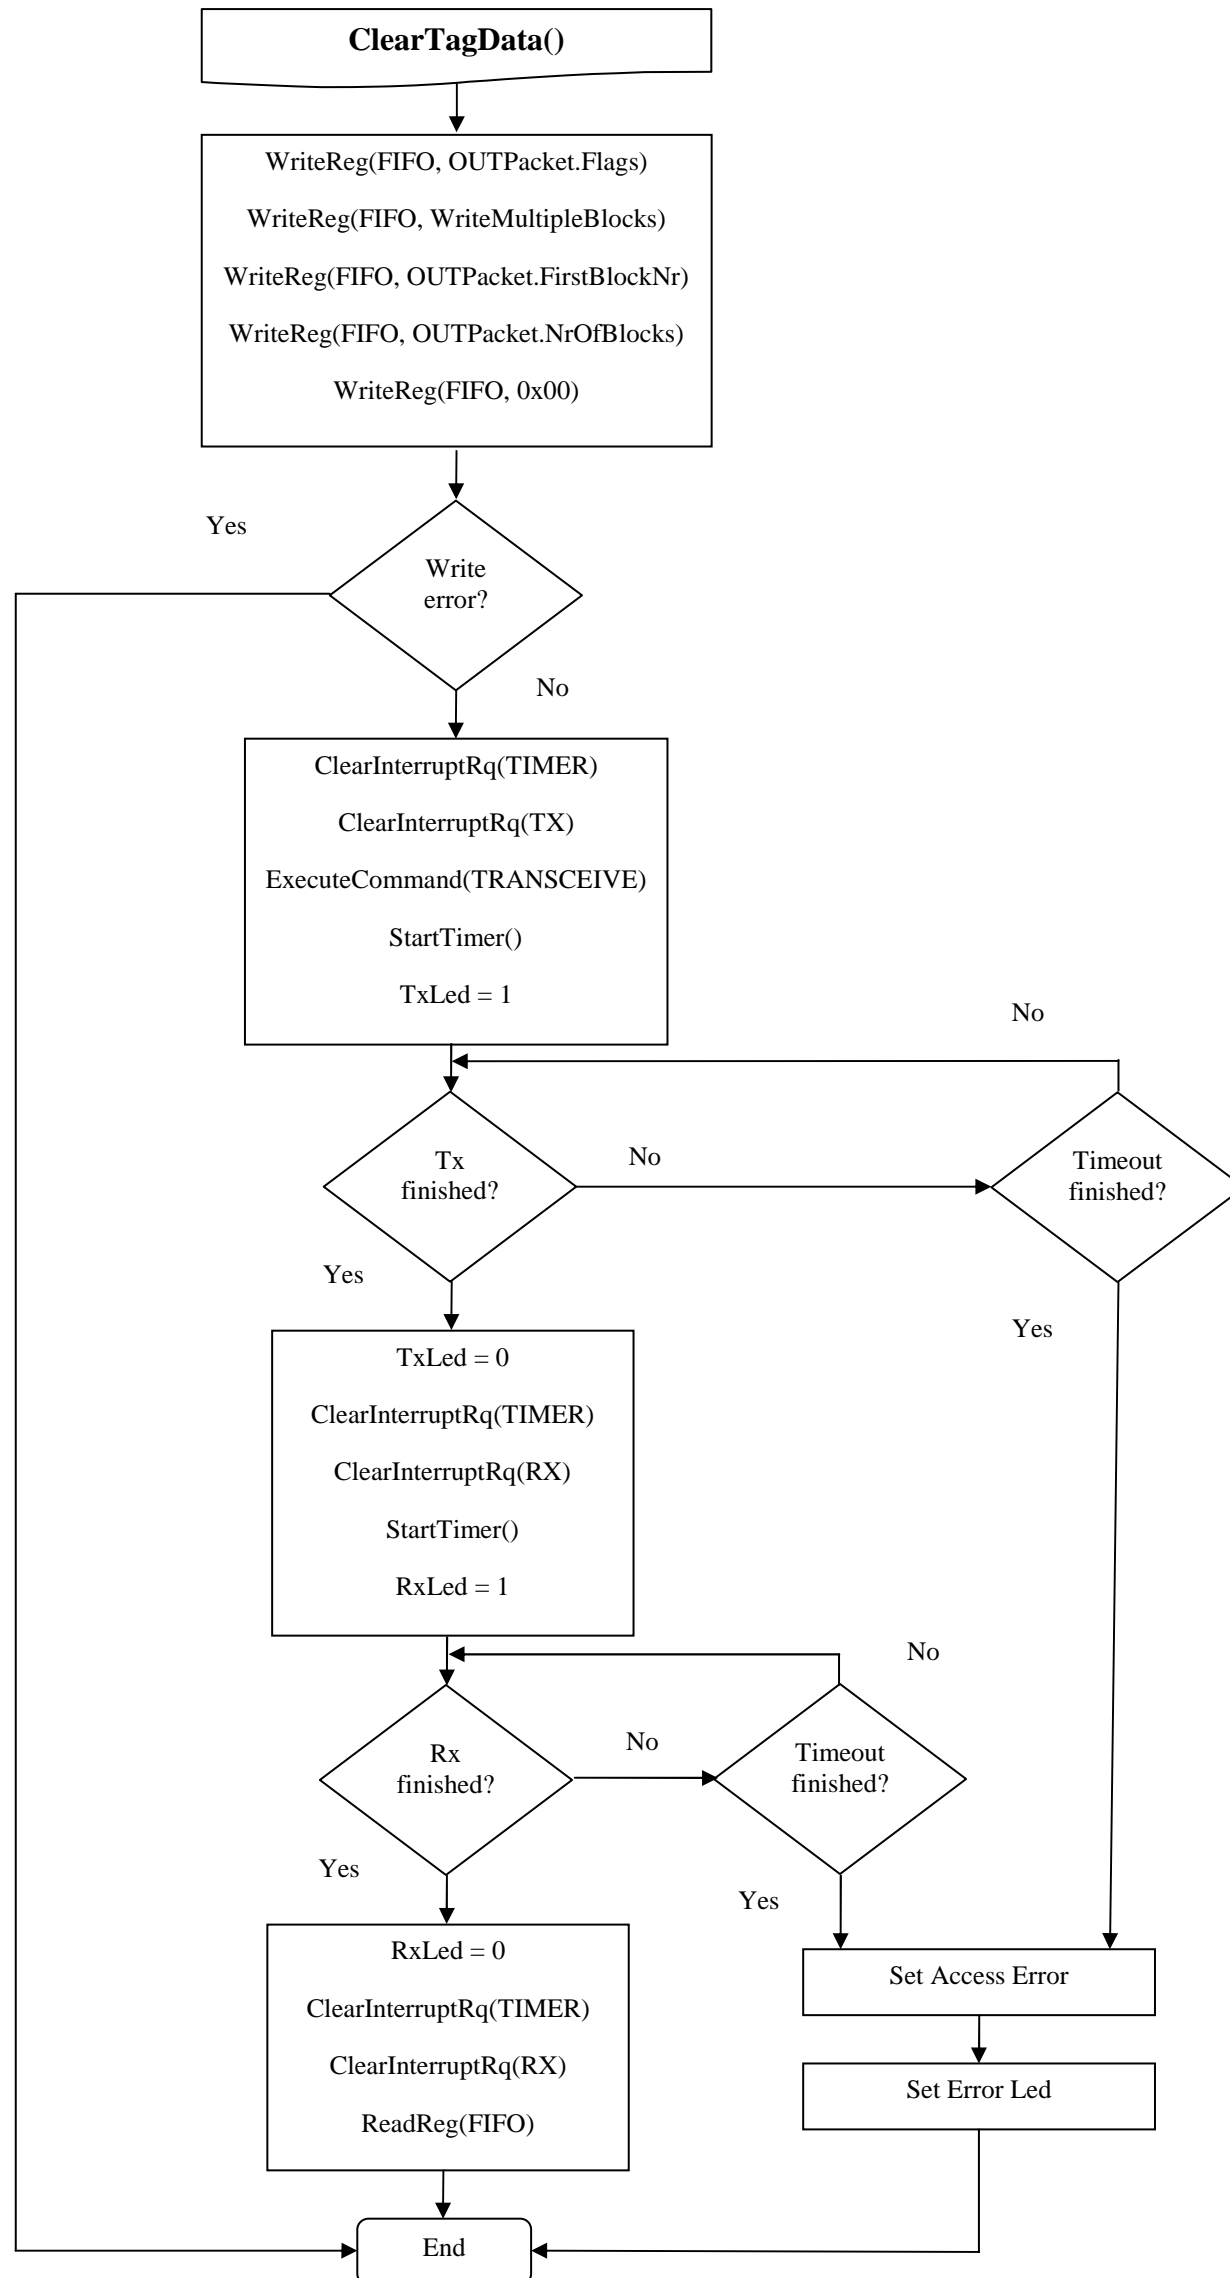 ClearTagData()
WriteReg(FIFO, OUTPacket.Flags)
WriteReg(FIFO, WriteMultipleBlocks)
WriteReg(FIFO, OUTPacket.FirstBlockNr)
WriteReg(FIFO, OUTPacket.NrOfBlocks)
WriteReg(FIFO, 0x00)
Yes
Write
error?
No
ClearInterruptRq(TIMER)
ClearInterruptRq(TX)
ExecuteCommand(TRANSCEIVE)
StartTimer()
TxLed = 1
No
Tx
finished?
No
Timeout
finished?
Yes
Yes
TxLed = 0
ClearInterruptRq(TIMER)
ClearInterruptRq(RX)
StartTimer()
RxLed = 1
No
Rx
finished?
No
Timeout
finished?
Yes
Yes
RxLed = 0
ClearInterruptRq(TIMER)
ClearInterruptRq(RX)
ReadReg(FIFO)
Set Access Error
Set Error Led
End